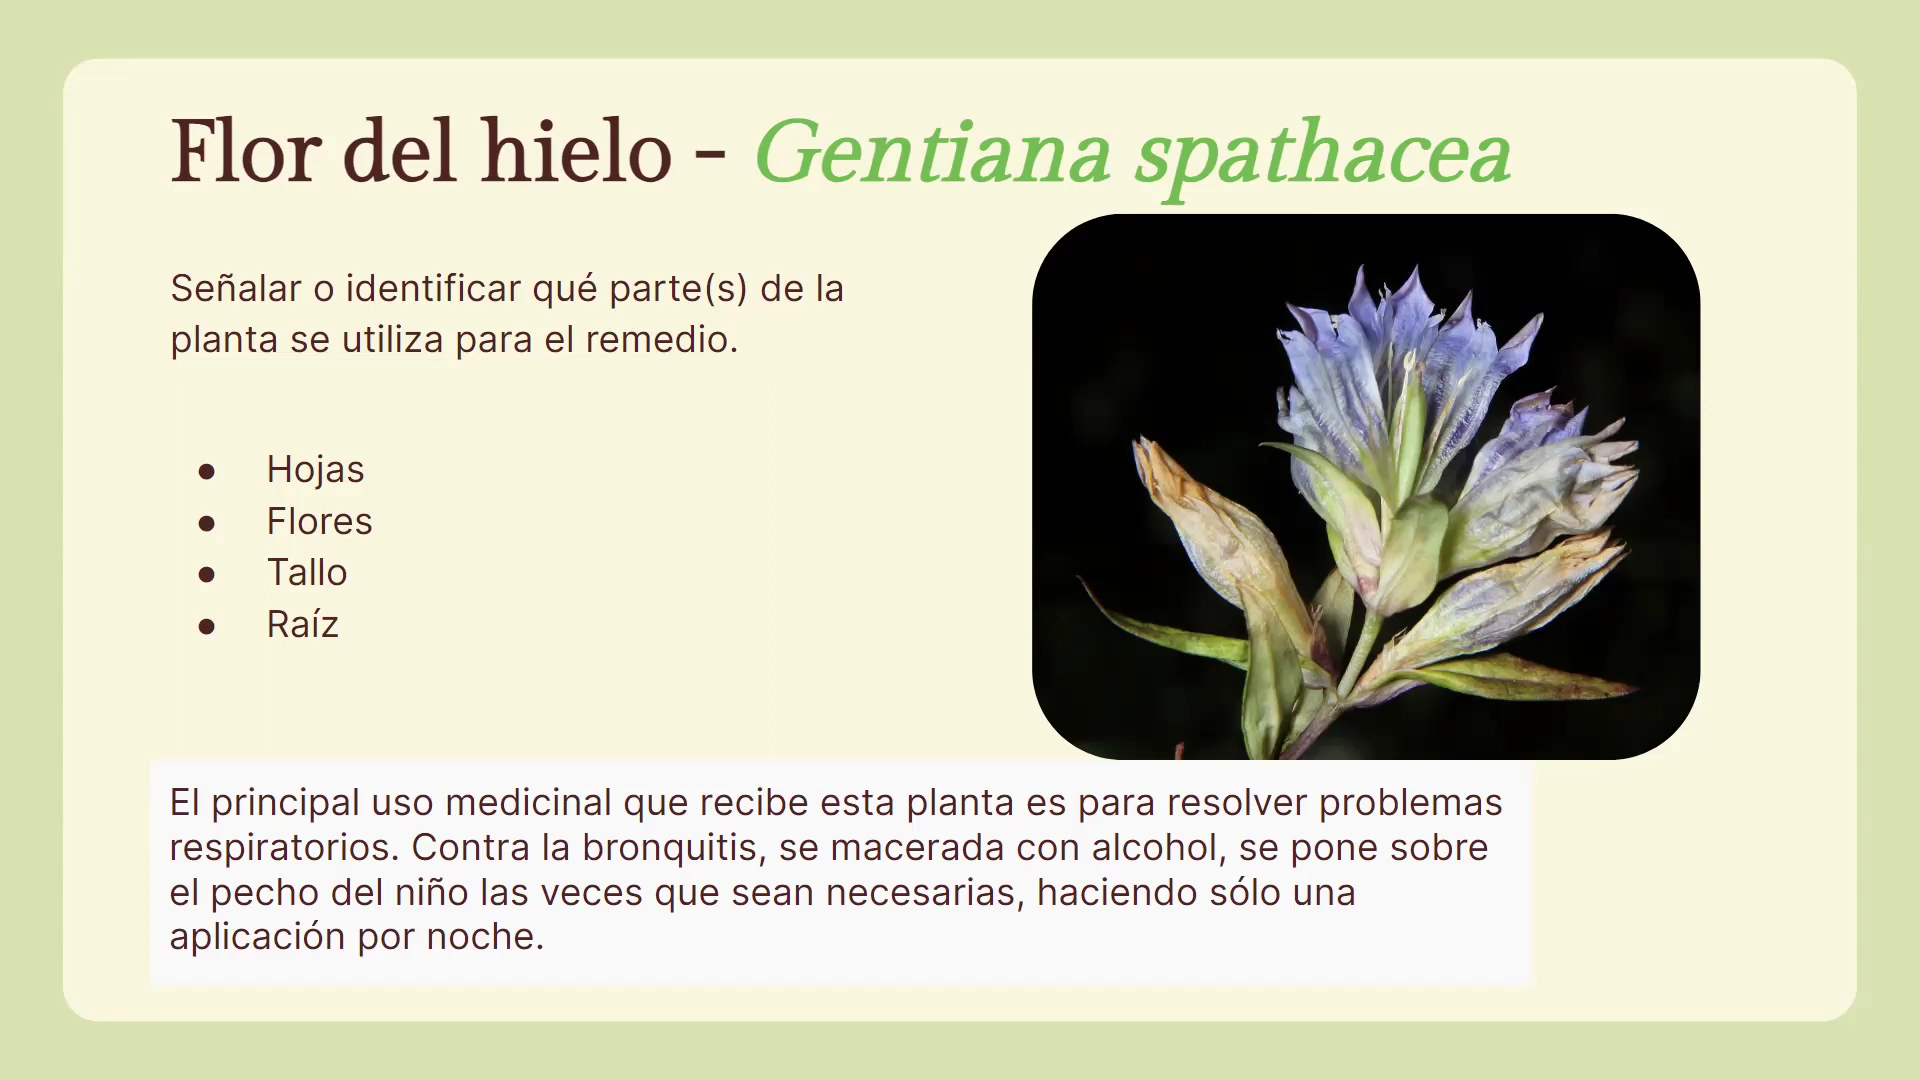 Flor del hielo - Gentiana spathacea
Señalar o identificar qué parte(s) de la
planta se utiliza para el remedio.
● Hojas
● Flores
● Tallo
● Raíz
El principal uso medicinal que recibe esta planta es para resolver problemas
respiratorios. Contra la bronquitis, se macerada con alcohol, se pone sobre
el pecho del niño las veces que sean necesarias, haciendo sólo una
aplicación por noche.